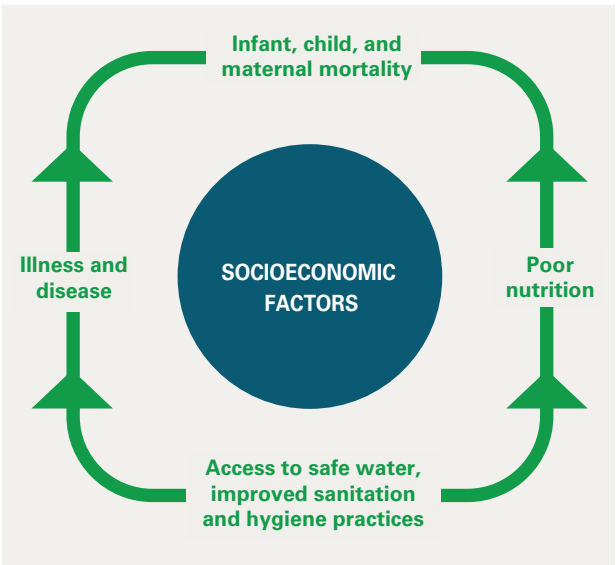 Infant, child, and
maternal mortality
Illness and
disease
SOCIOECONOMIC
FACTORS
Poor
nutrition
Access to safe water,
improved sanitation
and hygiene practices